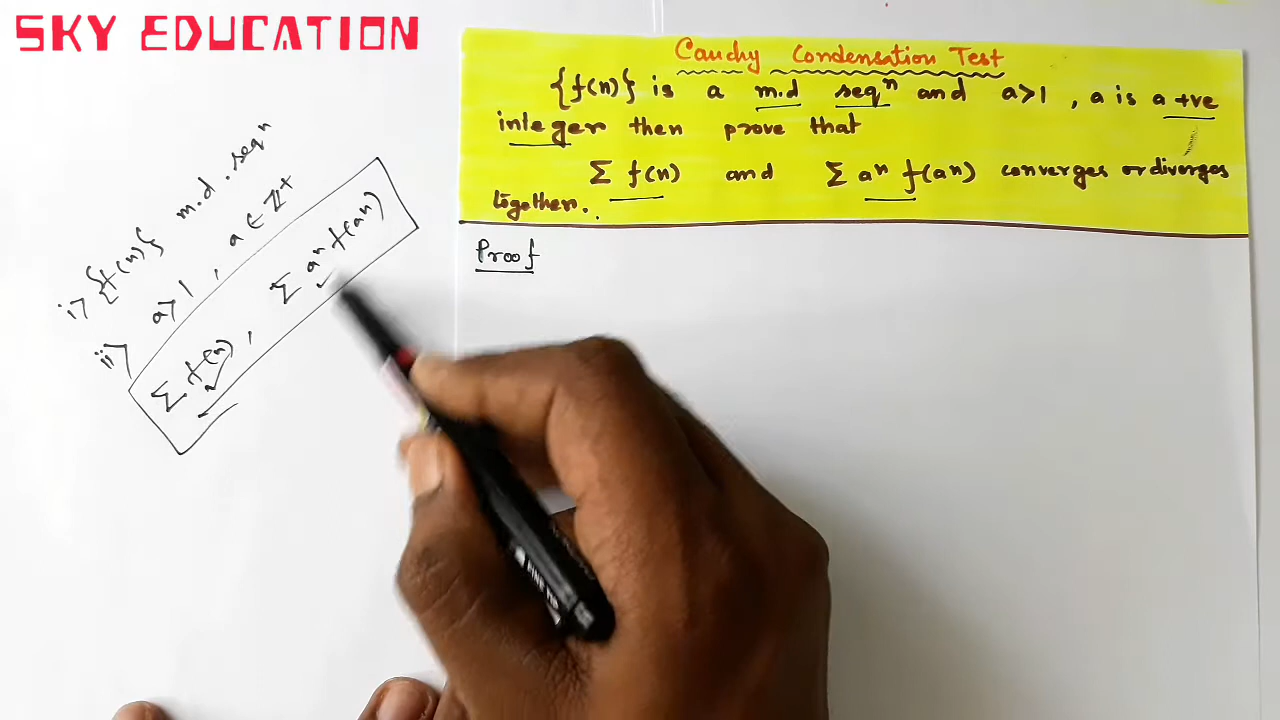 SKY EDUCATION
Cauchy Condensation Test
{f(n)} is a m.d seqⁿ and a>1 , a is a +ve
integer then prove that
Σ f(n) and Σ aⁿ f(aⁿ) converges or diverges
together.
Proof
i> {f(n)} m.d. seqⁿ
ii> a>1 , a ∈ ℤ⁺
Σ f(n) , Σ aⁿ f(aⁿ)